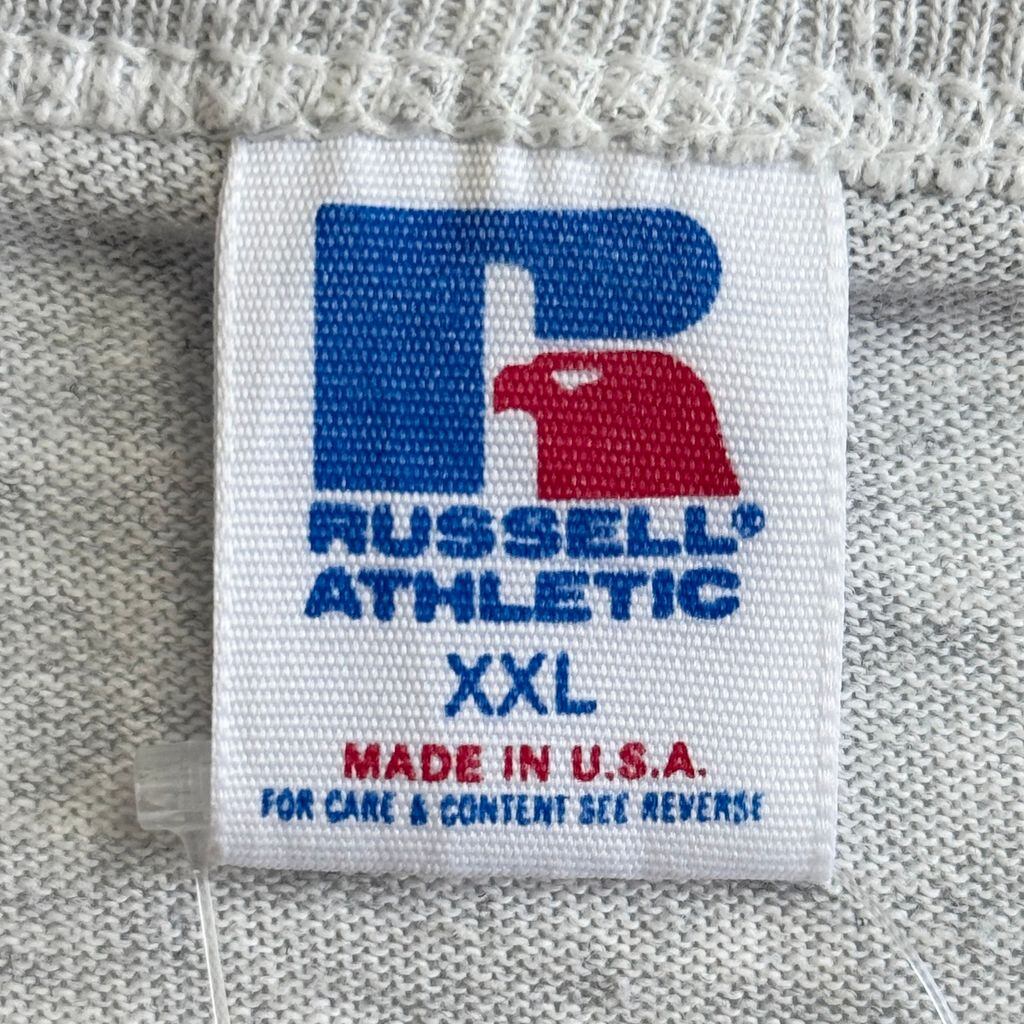 RUSSELL®
ATHLETIC
XXL
MADE IN U.S.A.
FOR CARE & CONTENT SEE REVERSE